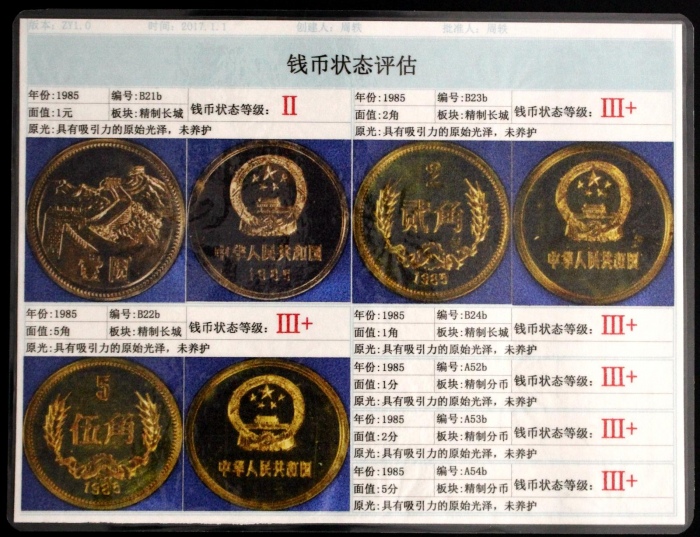 版本：ZY1.0 时间：2017.1.1 创建人：周轶 批准人：周轶
钱币状态评估
年份:1985 编号:B21b 钱币状态等级： II
面值:1元 板块:精制长城
原光:具有吸引力的原始光泽，未养护
年份:1985 编号:B23b 钱币状态等级： III+
面值:2角 板块:精制长城
原光:具有吸引力的原始光泽，未养护
壹圆
中华人民共和国
1985
2
贰角
1985
中华人民共和国
年份:1985 编号:B22b 钱币状态等级： III+
面值:5角 板块:精制长城
原光:具有吸引力的原始光泽，未养护
5
伍角
1985
中华人民共和国
年份:1985 编号:B24b 钱币状态等级： III+
面值:1角 板块:精制长城
原光:具有吸引力的原始光泽，未养护
年份:1985 编号:A52b 钱币状态等级： III+
面值:1分 板块:精制分币
原光:具有吸引力的原始光泽，未养护
年份:1985 编号:A53b 钱币状态等级： III+
面值:2分 板块:精制分币
原光:具有吸引力的原始光泽，未养护
年份:1985 编号:A54b 钱币状态等级： III+
面值:5分 板块:精制分币
原光:具有吸引力的原始光泽，未养护